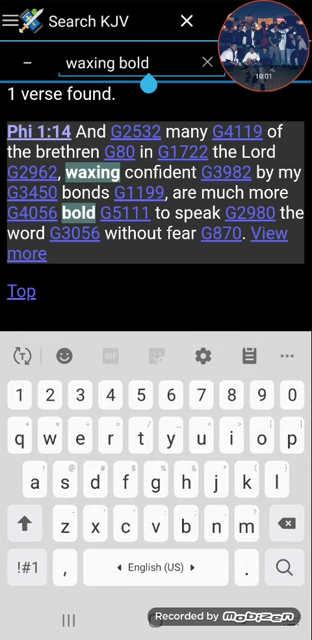 Search KJV
waxing bold
10:01
1 verse found.
Phi 1:14 And G2532 many G4119 of
the brethren G80 in G1722 the Lord
G2962, waxing confident G3982 by my
G3450 bonds G1199, are much more
G4056 bold G5111 to speak G2980 the
word G3056 without fear G870. View
more
Top
GIF
1 2 3 4 5 6 7 8 9 0
q w e r t y u i o p
a s d f g h j k l
z x c v b n m
!#1 , English (US) .
Recorded by mobizen